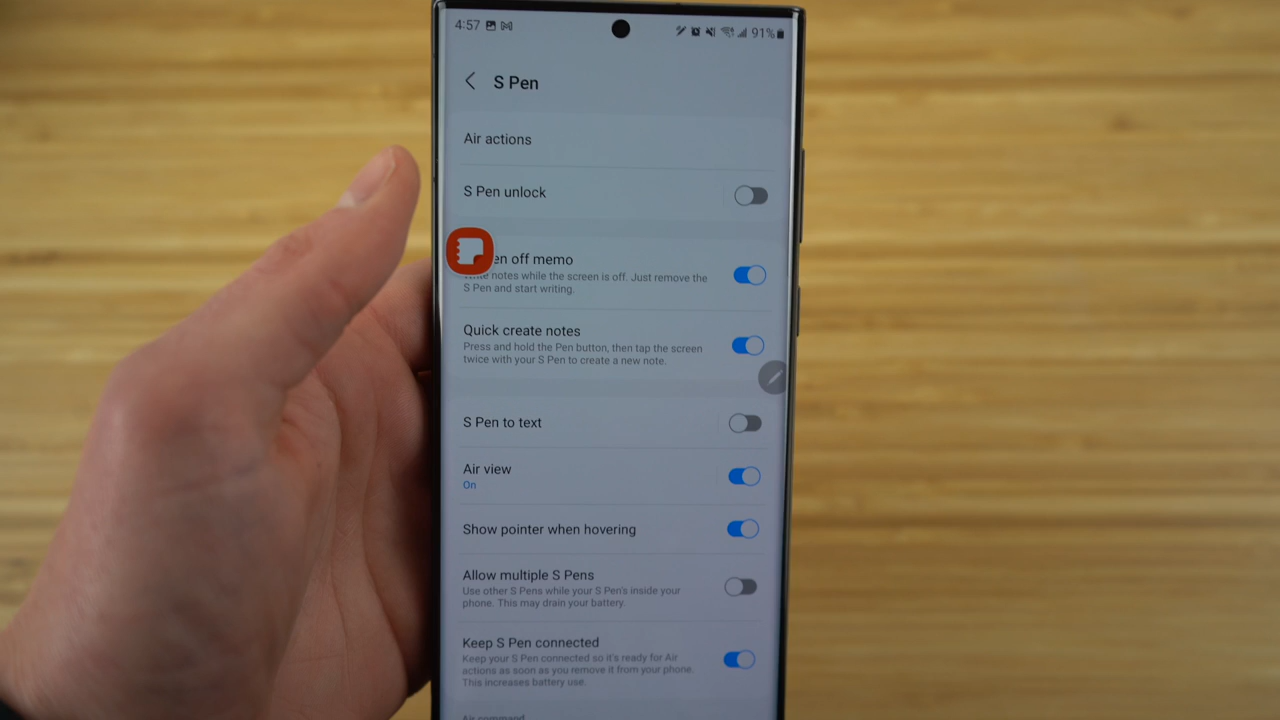 4:57
91%
S Pen
Air actions
S Pen unlock
en off memo
notes while the screen is off. Just remove the
S Pen and start writing.
Quick create notes
Press and hold the Pen button, then tap the screen
twice with your S Pen to create a new note.
S Pen to text
Air view
On
Show pointer when hovering
Allow multiple S Pens
Use other S Pens while your S Pen's inside your
phone. This may drain your battery.
Keep S Pen connected
Keep your S Pen connected so it's ready for Air
actions as soon as you remove it from your phone.
This increases battery use.
Air command